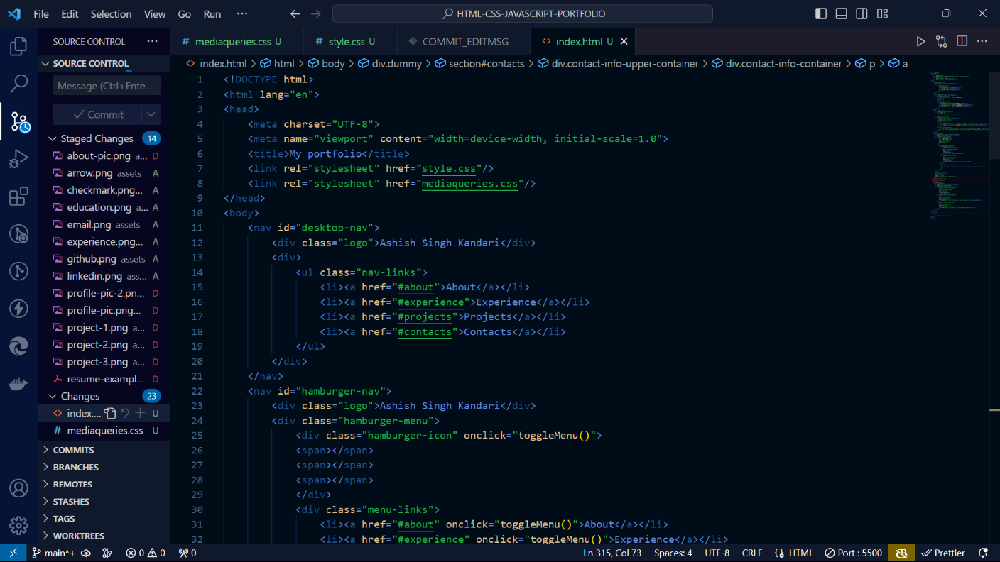 File Edit Selection View Go Run ··· HTML-CSS-JAVASCRIPT-PORTFOLIO
SOURCE CONTROL ···
# mediaqueries.css U # style.css U COMMIT_EDITMSG <> index.html U
SOURCE CONTROL
<> index.html > html > body > div.dummy > section#contacts > div.contact-info-upper-container > div.contact-info-container > p > a
Message (Ctrl+Ente...
Commit
Staged Changes 14
about-pic.png a... D
arrow.png assets A
checkmark.png... A
education.png a... A
email.png assets A
experience.png... A
github.png assets A
linkedin.png ass... A
profile-pic-2.pn... D
profile-pic.png... D
project-1.png a... D
project-2.png a... D
project-3.png a... D
resume-exampl... D
Changes 23
<> index.... U
# mediaqueries.css U
COMMITS
BRANCHES
REMOTES
STASHES
TAGS
WORKTREES
1 <!DOCTYPE html>
2 <html lang="en">
3 <head>
4 <meta charset="UTF-8">
5 <meta name="viewport" content="width=device-width, initial-scale=1.0">
6 <title>My portfolio</title>
7 <link rel="stylesheet" href="style.css"/>
8 <link rel="stylesheet" href="mediaqueries.css"/>
9 </head>
10 <body>
11 <nav id="desktop-nav">
12 <div class="logo">Ashish Singh Kandari</div>
13 <div>
14 <ul class="nav-links">
15 <li><a href="#about">About</a></li>
16 <li><a href="#experience">Experience</a></li>
17 <li><a href="#projects">Projects</a></li>
18 <li><a href="#contacts">Contacts</a></li>
19 </ul>
20 </div>
21 </nav>
22 <nav id="hamburger-nav">
23 <div class="logo">Ashish Singh Kandari</div>
24 <div class="hamburger-menu">
25 <div class="hamburger-icon" onclick="toggleMenu()">
26 <span></span>
27 <span></span>
28 <span></span>
29 </div>
30 <div class="menu-links">
31 <li><a href="#about" onclick="toggleMenu()">About</a></li>
32 <li><a href="#experience" onclick="toggleMenu()">Experience</a></li>
main*+ 0 0 0 Ln 315, Col 73 Spaces: 4 UTF-8 CRLF HTML Port : 5500 Prettier